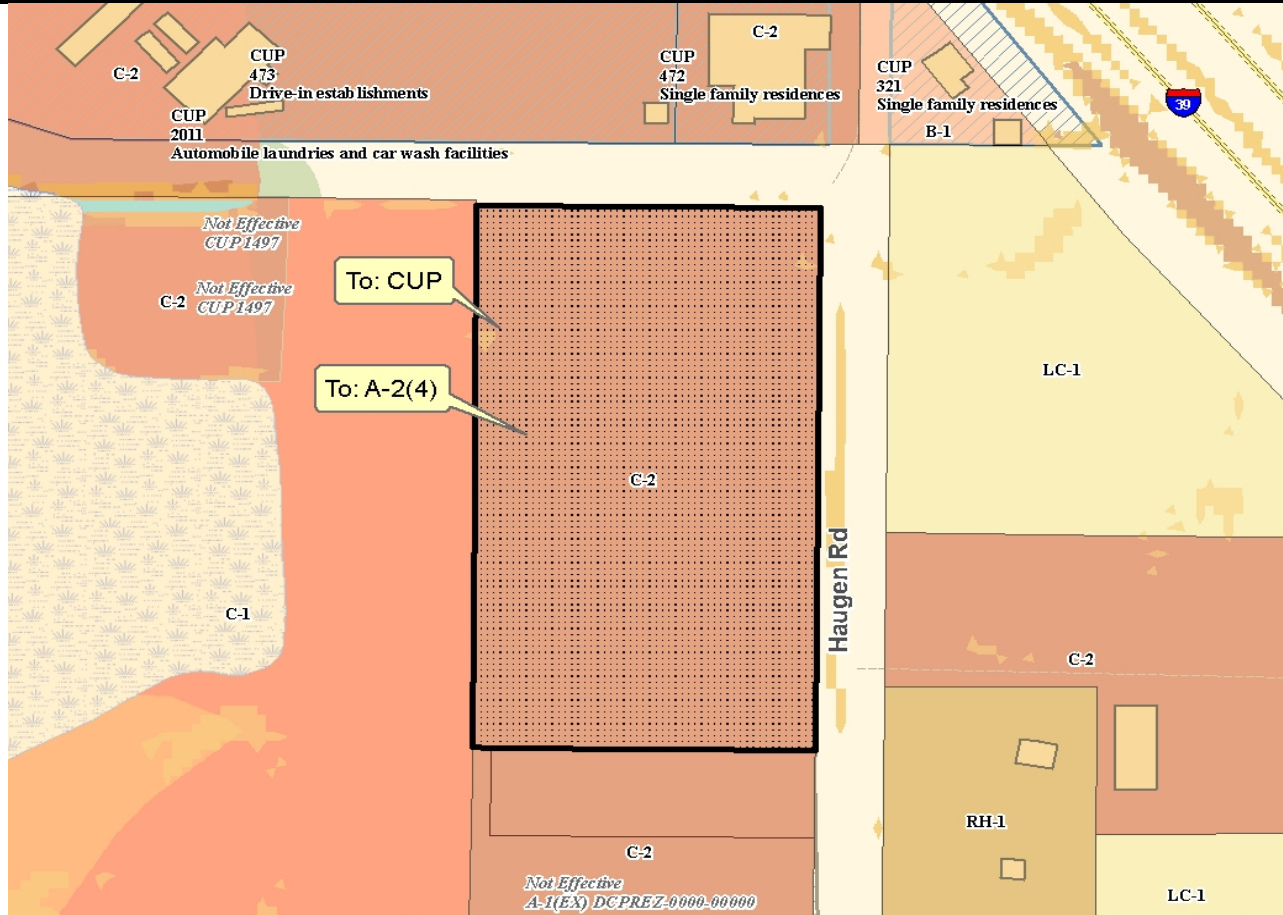 C-2
CUP
473
Drive-in establishments
C-2
CUP
2011
Automobile laundries and car wash facilities
CUP
472
Single family residences
CUP
321
Single family residences
B-1
39
Not Effective
CUP 1497
C-2
Not Effective
CUP 1497
To: CUP
To: A-2(4)
LC-1
C-2
Haugen Rd
C-1
C-2
RH-1
C-2
Not Effective
A-1(EX) DCPREZ-0000-00000
LC-1